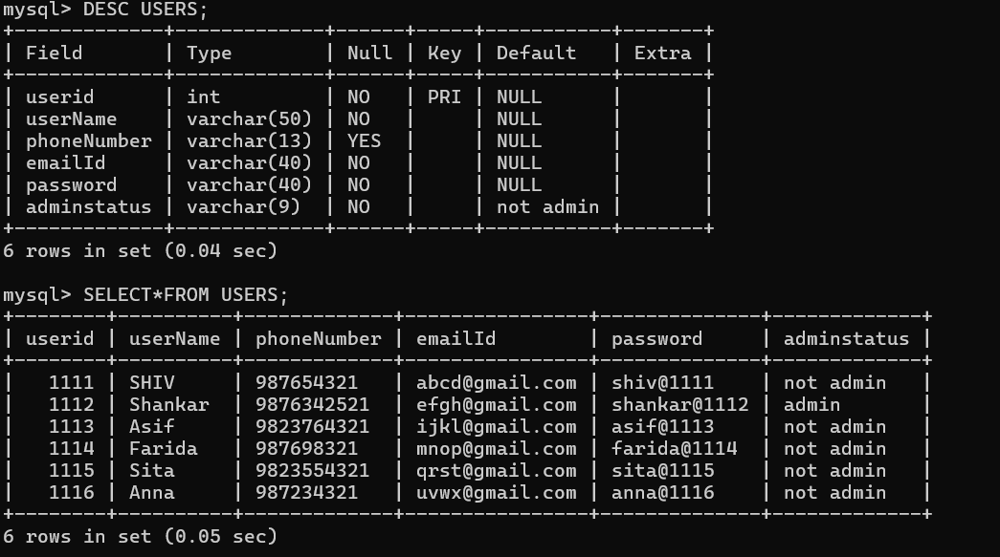 mysql> DESC USERS;
+-------------+-------------+------+-----+-----------+-------+
| Field       | Type        | Null | Key | Default   | Extra |
+-------------+-------------+------+-----+-----------+-------+
| userid      | int         | NO   | PRI | NULL      |       |
| userName    | varchar(50) | NO   |     | NULL      |       |
| phoneNumber | varchar(13) | YES  |     | NULL      |       |
| emailId     | varchar(40) | NO   |     | NULL      |       |
| password    | varchar(40) | NO   |     | NULL      |       |
| adminstatus | varchar(9)  | NO   |     | not admin |       |
+-------------+-------------+------+-----+-----------+-------+
6 rows in set (0.04 sec)

mysql> SELECT*FROM USERS;
+--------+----------+-------------+----------------+--------------+-------------+
| userid | userName | phoneNumber | emailId        | password     | adminstatus |
+--------+----------+-------------+----------------+--------------+-------------+
|   1111 | SHIV     | 987654321   | abcd@gmail.com | shiv@1111    | not admin   |
|   1112 | Shankar  | 9876342521  | efgh@gmail.com | shankar@1112 | admin       |
|   1113 | Asif     | 9823764321  | ijkl@gmail.com | asif@1113    | not admin   |
|   1114 | Farida   | 987698321   | mnop@gmail.com | farida@1114  | not admin   |
|   1115 | Sita     | 9823554321  | qrst@gmail.com | sita@1115    | not admin   |
|   1116 | Anna     | 987234321   | uvwx@gmail.com | anna@1116    | not admin   |
+--------+----------+-------------+----------------+--------------+-------------+
6 rows in set (0.05 sec)